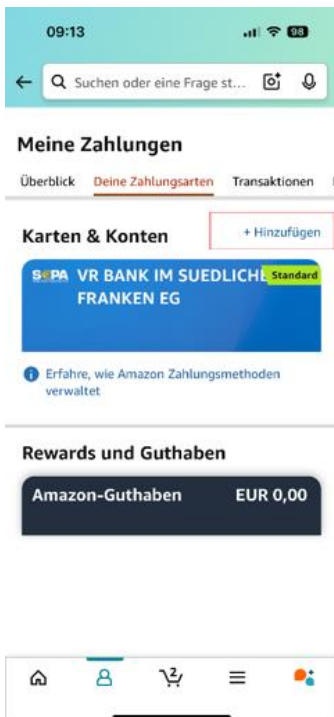 09:13
98
Suchen oder eine Frage st...
Meine Zahlungen
Überblick Deine Zahlungsarten Transaktionen
Karten & Konten + Hinzufügen
SEPA VR BANK IM SUEDLICHE Standard
FRANKEN EG
Erfahre, wie Amazon Zahlungsmethoden
verwaltet
Rewards und Guthaben
Amazon-Guthaben EUR 0,00
2